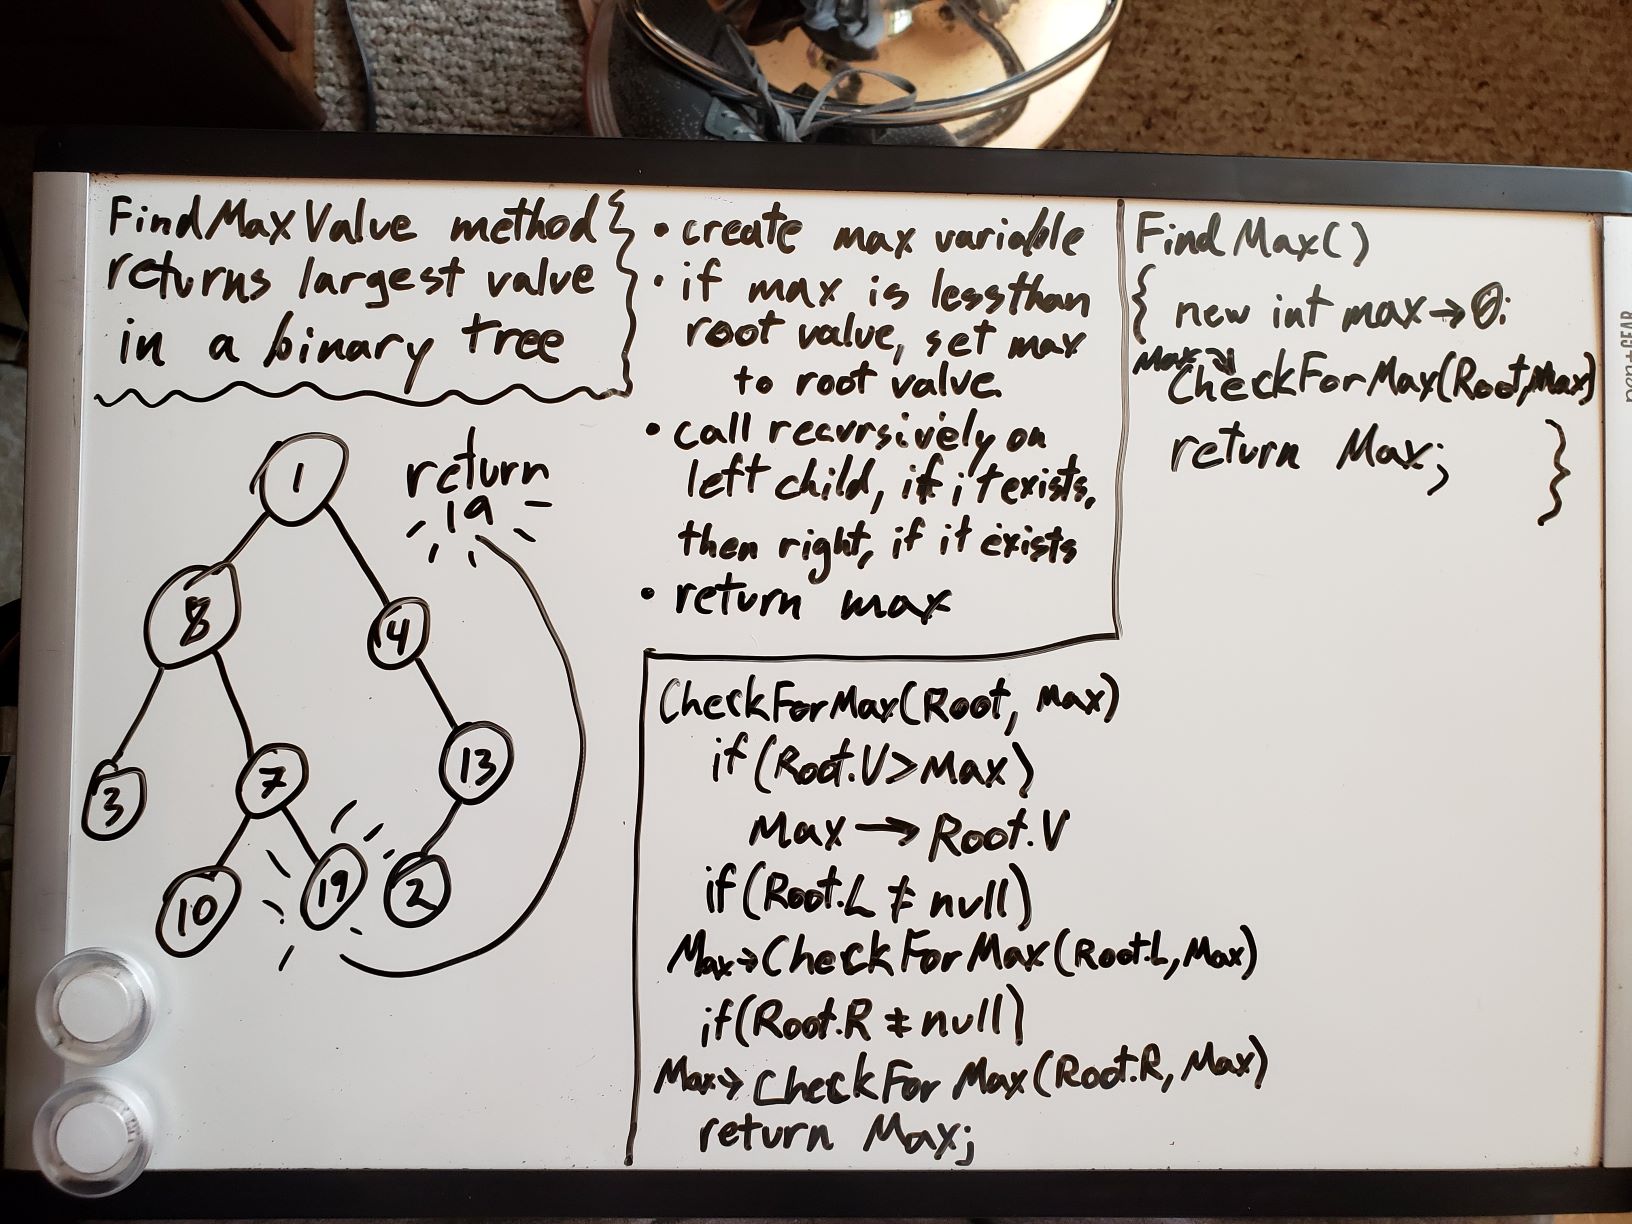 FindMaxValue method
returns largest value
in a binary tree
1
return
19
8
4
3
7
13
10
19
2
• create max variable
• if max is less than
root value, set max
to root value.
• call recursively on
left child, if it exists,
then right, if it exists
• return max
CheckForMax(Root, Max)
if (Root.V>Max)
Max → Root.V
if (Root.L ≠ null)
Max→CheckForMax(Root.L, Max)
if(Root.R ≠ null)
Max→CheckForMax(Root.R, Max)
return Max;
FindMax()
{ new int max→0;
Max→CheckForMax(Root, Max)
return Max;
}